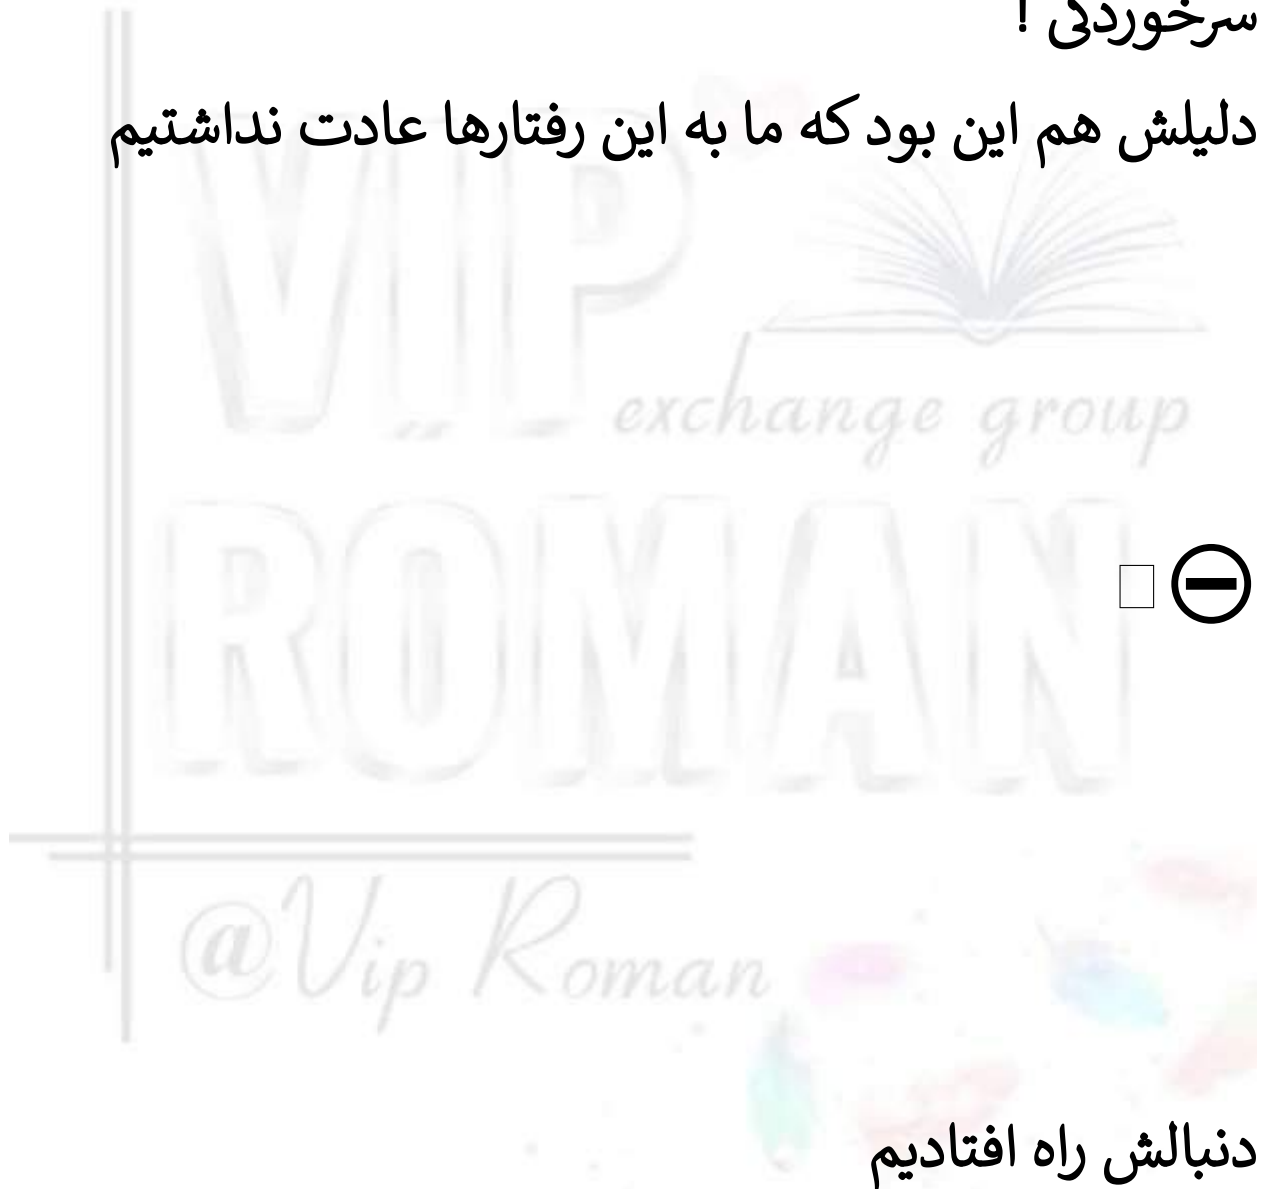 سرخوردگی !
دلیلش هم این بود که ما به این رفتارها عادت نداشتیم
VIP
exchange group
ROMAN
⛔
@Vip Roman
دنبالش راه افتادیم